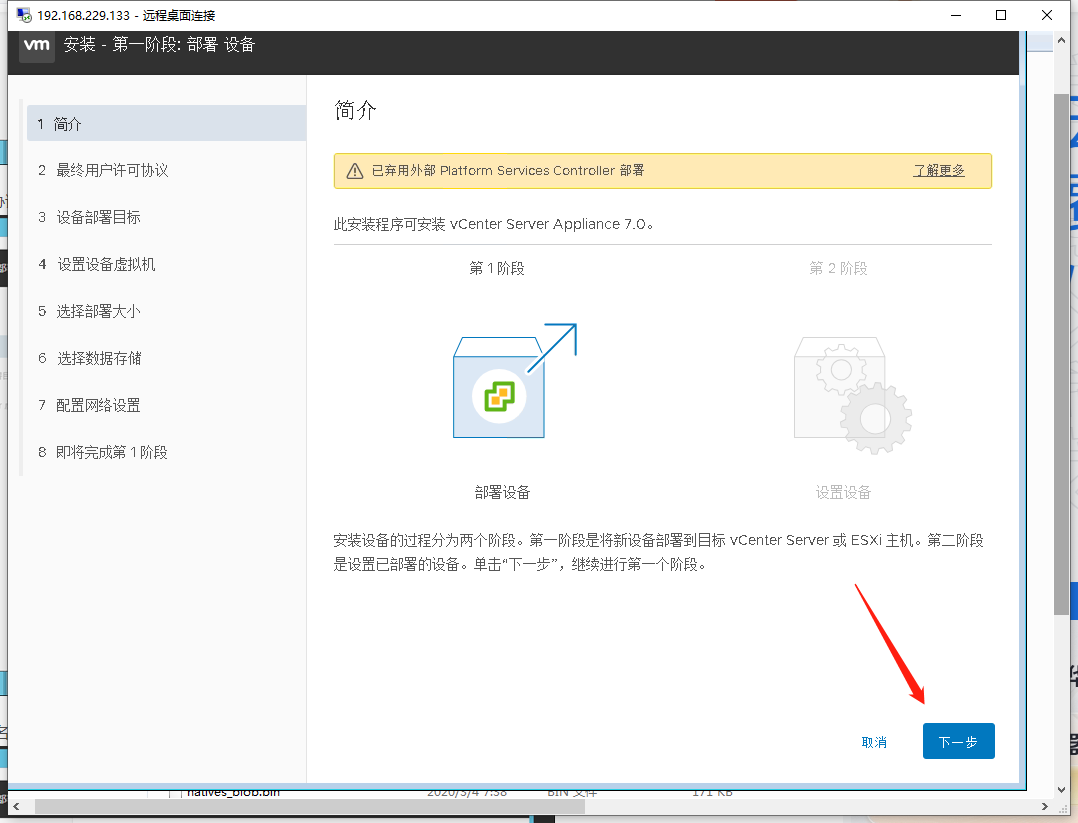 192.168.229.133 - 远程桌面连接
vm 安装 - 第一阶段: 部署 设备
1 简介
2 最终用户许可协议
3 设备部署目标
4 设置设备虚拟机
5 选择部署大小
6 选择数据存储
7 配置网络设置
8 即将完成第 1 阶段
简介
已弃用外部 Platform Services Controller 部署 了解更多
此安装程序可安装 vCenter Server Appliance 7.0。
第 1 阶段 第 2 阶段
部署设备 设置设备
安装设备的过程分为两个阶段。第一阶段是将新设备部署到目标 vCenter Server 或 ESXi 主机。第二阶段
是设置已部署的设备。单击“下一步”，继续进行第一个阶段。
取消 下一步
natives_blob.bin 2020/3/4 7:38 BIN 文件 171 KB